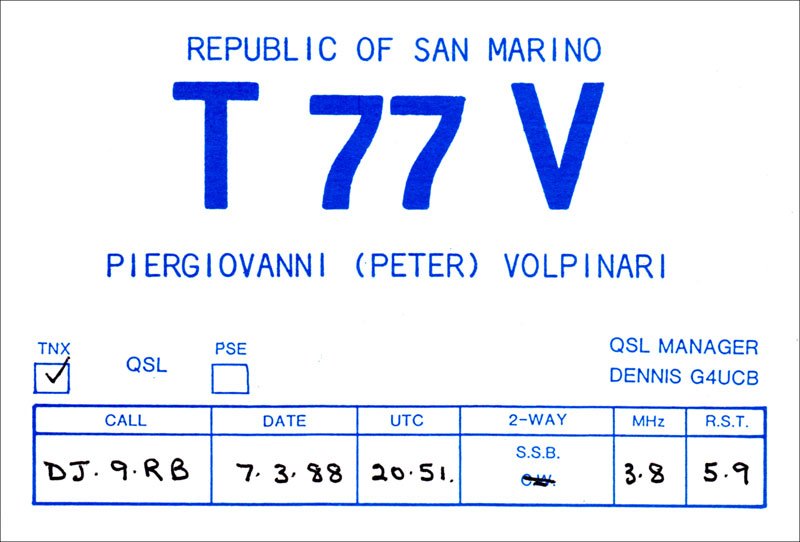 REPUBLIC OF SAN MARINO
T 77 V
PIERGIOVANNI (PETER) VOLPINARI
TNX QSL PSE
QSL MANAGER
DENNIS G4UCB
CALL DATE UTC 2-WAY MHz R.S.T.
S.S.B.
DJ.9.RB 7.3.88 20.51. 3.8 5.9
C.W.